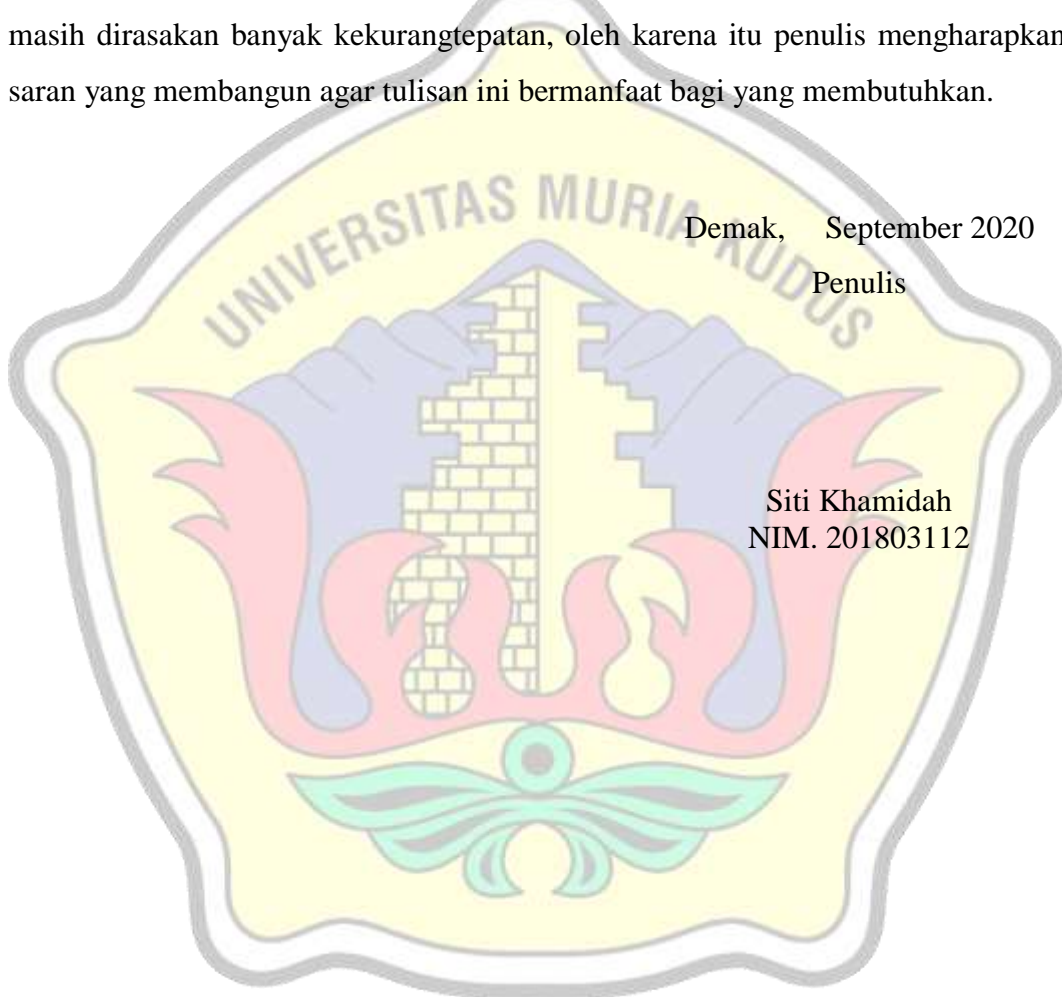 masih dirasakan banyak kekurangtepatan, oleh karena itu penulis mengharapkan
saran yang membangun agar tulisan ini bermanfaat bagi yang membutuhkan.
UNIVERSITAS MURIA KUDUS
Demak, September 2020
Penulis
Siti Khamidah
NIM. 201803112